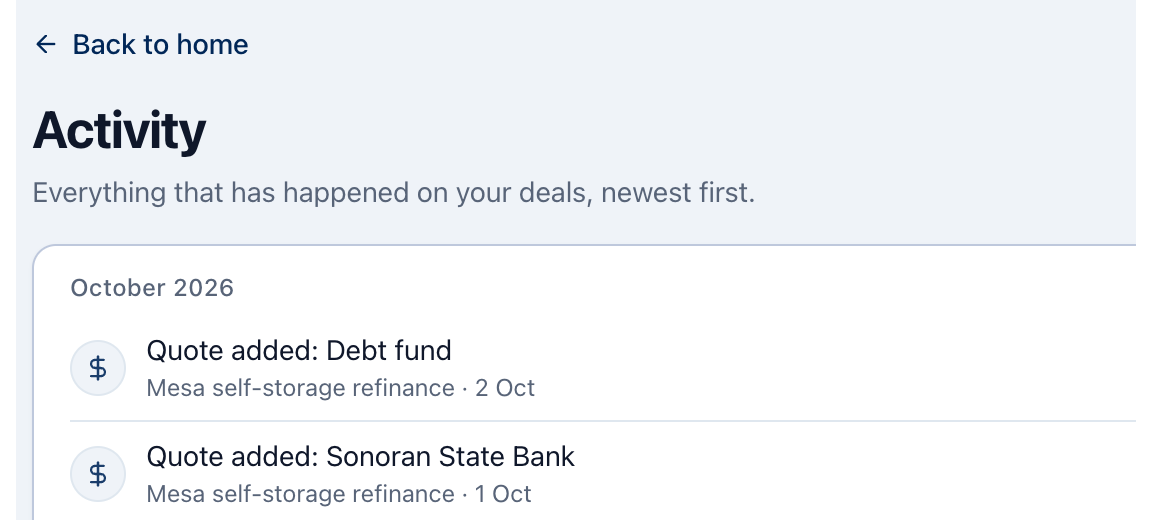 ← Back to home
Activity
Everything that has happened on your deals, newest first.
October 2026
$ Quote added: Debt fund
Mesa self-storage refinance · 2 Oct
$ Quote added: Sonoran State Bank
Mesa self-storage refinance · 1 Oct